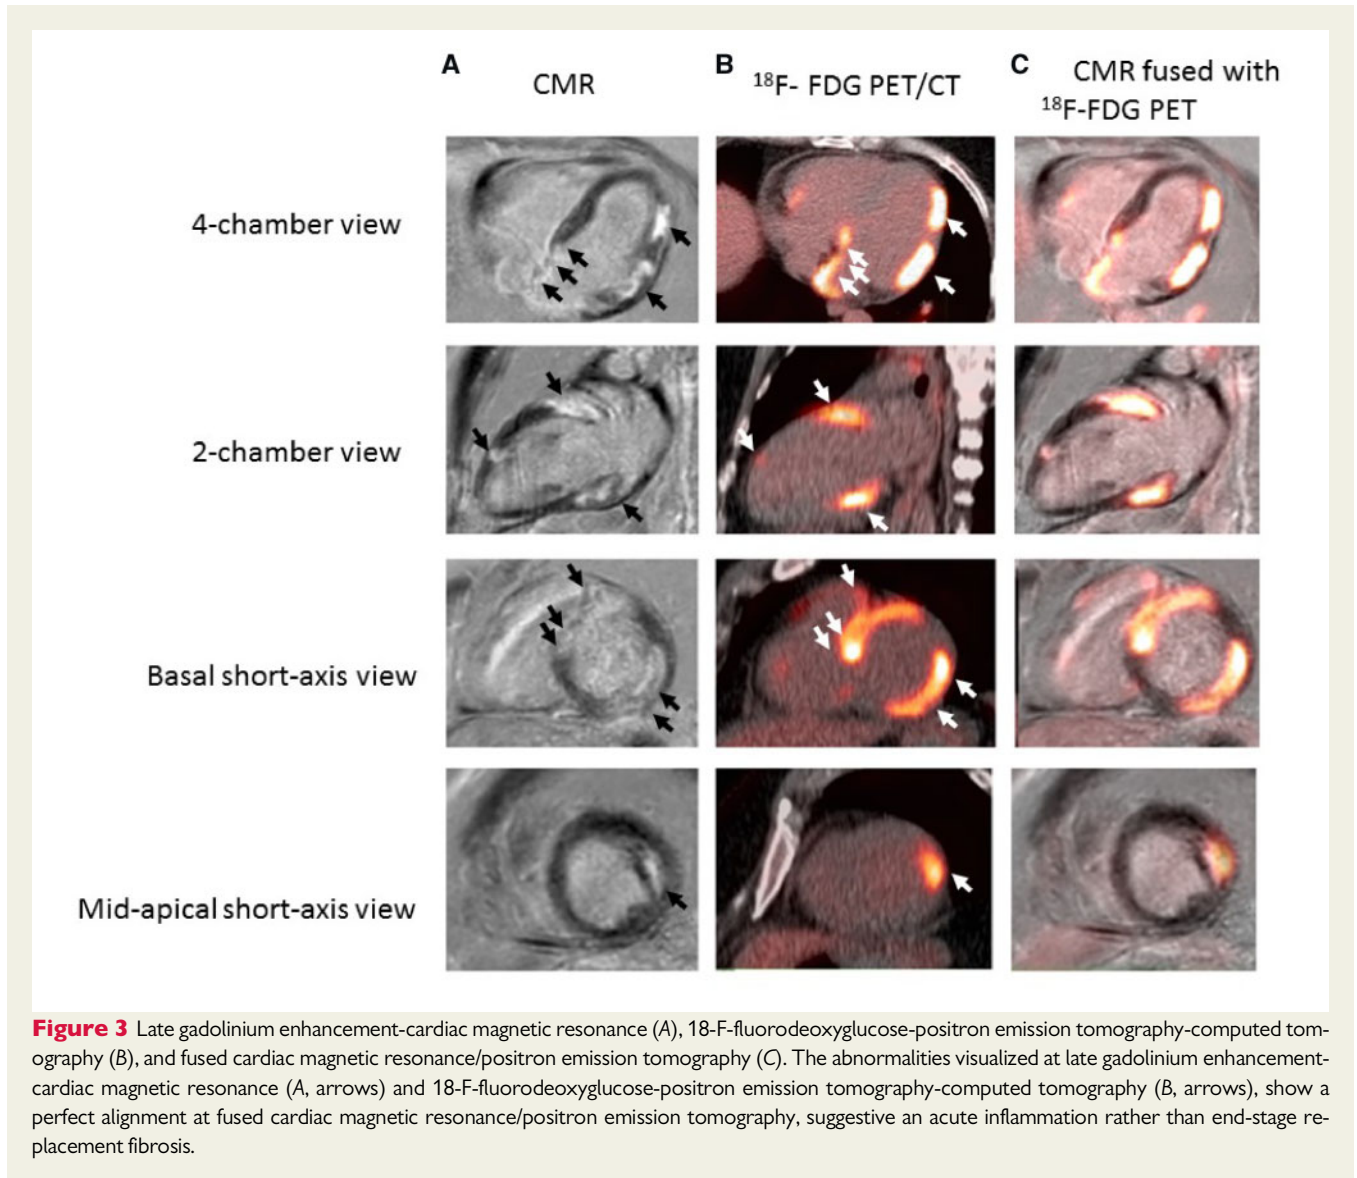 A
CMR
B
¹⁸F- FDG PET/CT
C
CMR fused with
¹⁸F-FDG PET
4-chamber view
2-chamber view
Basal short-axis view
Mid-apical short-axis view
Figure 3 Late gadolinium enhancement-cardiac magnetic resonance (A), 18-F-fluorodeoxyglucose-positron emission tomography-computed tom-
ography (B), and fused cardiac magnetic resonance/positron emission tomography (C). The abnormalities visualized at late gadolinium enhancement-
cardiac magnetic resonance (A, arrows) and 18-F-fluorodeoxyglucose-positron emission tomography-computed tomography (B, arrows), show a
perfect alignment at fused cardiac magnetic resonance/positron emission tomography, suggestive an acute inflammation rather than end-stage re-
placement fibrosis.